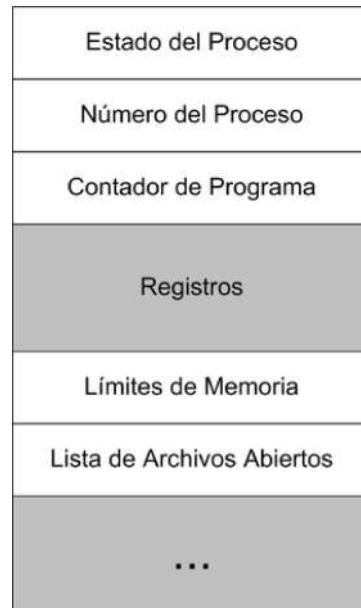 Estado del Proceso
Número del Proceso
Contador de Programa
Registros
Límites de Memoria
Lista de Archivos Abiertos
...